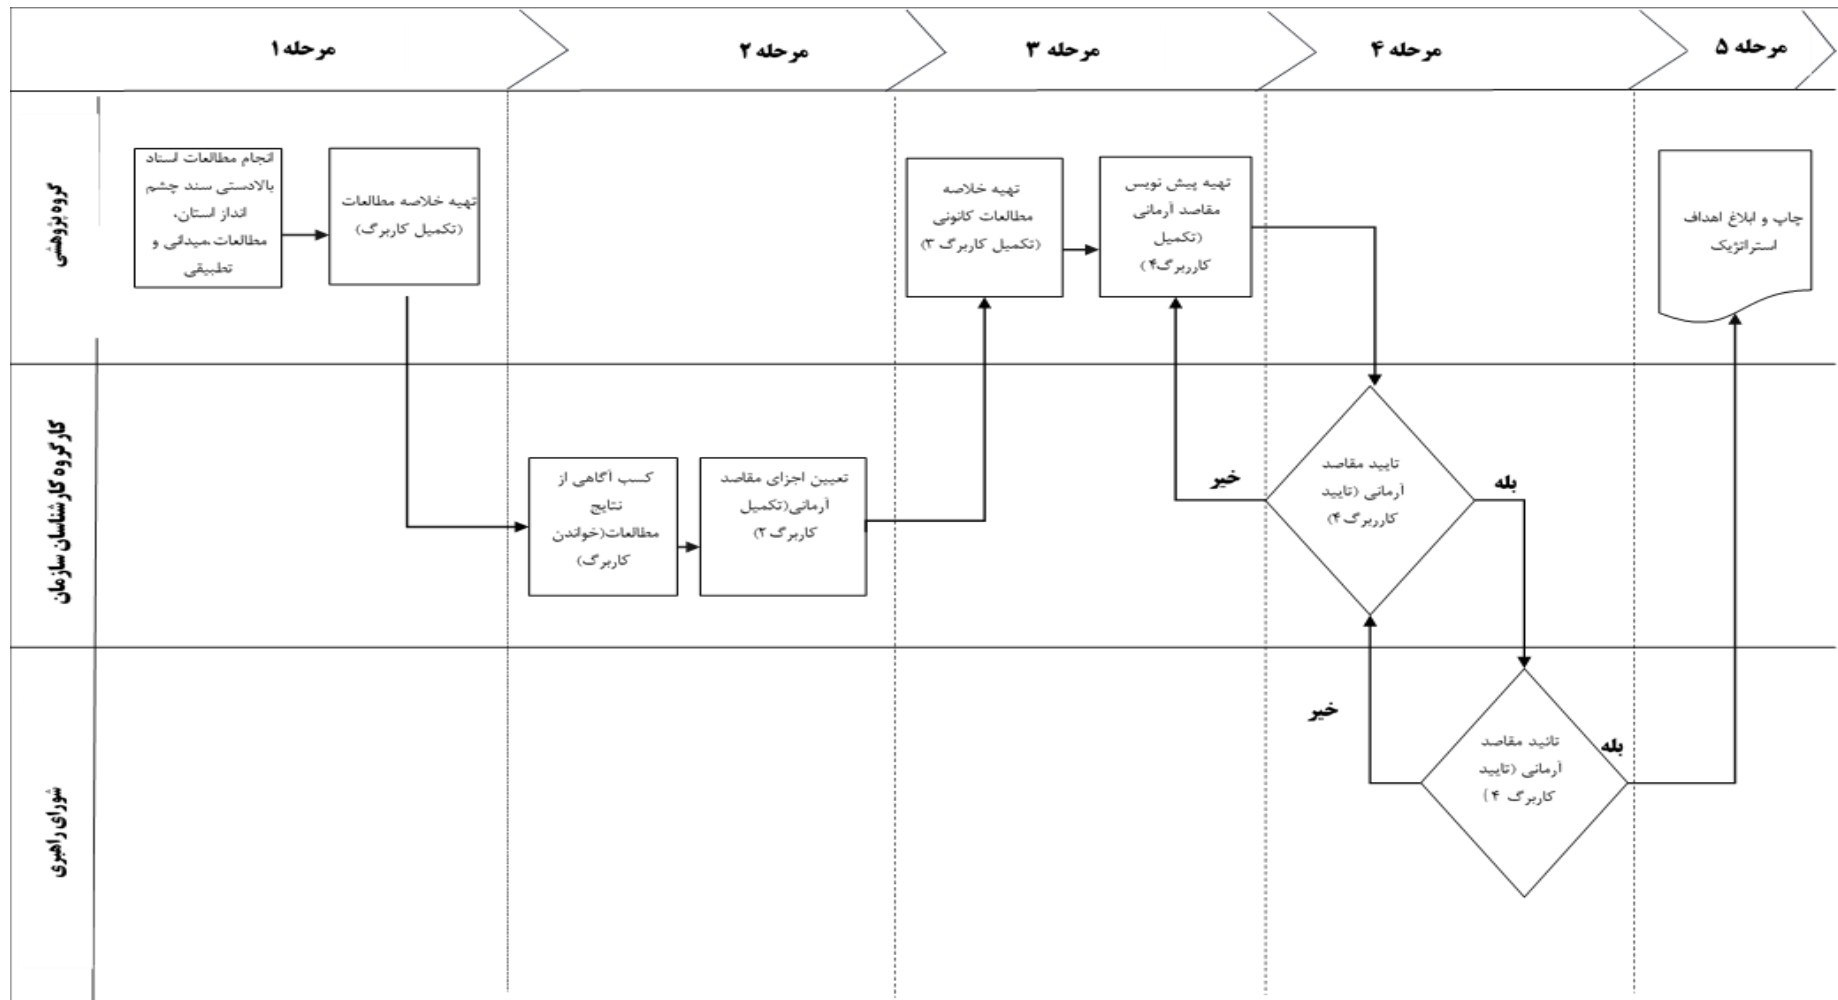 مرحله ۱
مرحله ۲
مرحله ۳
مرحله ۴
مرحله ۵
گروه پژوهشی
انجام مطالعات اسناد
بالادستی سند چشم
انداز استان،
مطالعات،میدانی و
تطبیقی
تهیه خلاصه مطالعات
(تکمیل کاربرگ)
تهیه خلاصه
مطالعات کانونی
(تکمیل کاربرگ ۳)
تهیه پیش نویس
مقاصد آرمانی
(تکمیل
کارربرگ۴)
چاپ و ابلاغ اهداف
استراتژیک
کارگروه کارشناسان سازمان
کسب آگاهی از
نتایج
مطالعات(خواندن
کاربرگ)
تعیین اجزای مقاصد
آرمانی(تکمیل
کاربرگ ۲)
خیر
تایید مقاصد
آرمانی (تایید
کارربرگ ۴)
بله
شورای راهبری
خیر
تائید مقاصد
آرمانی (تایید
کاربرگ ۴)
بله